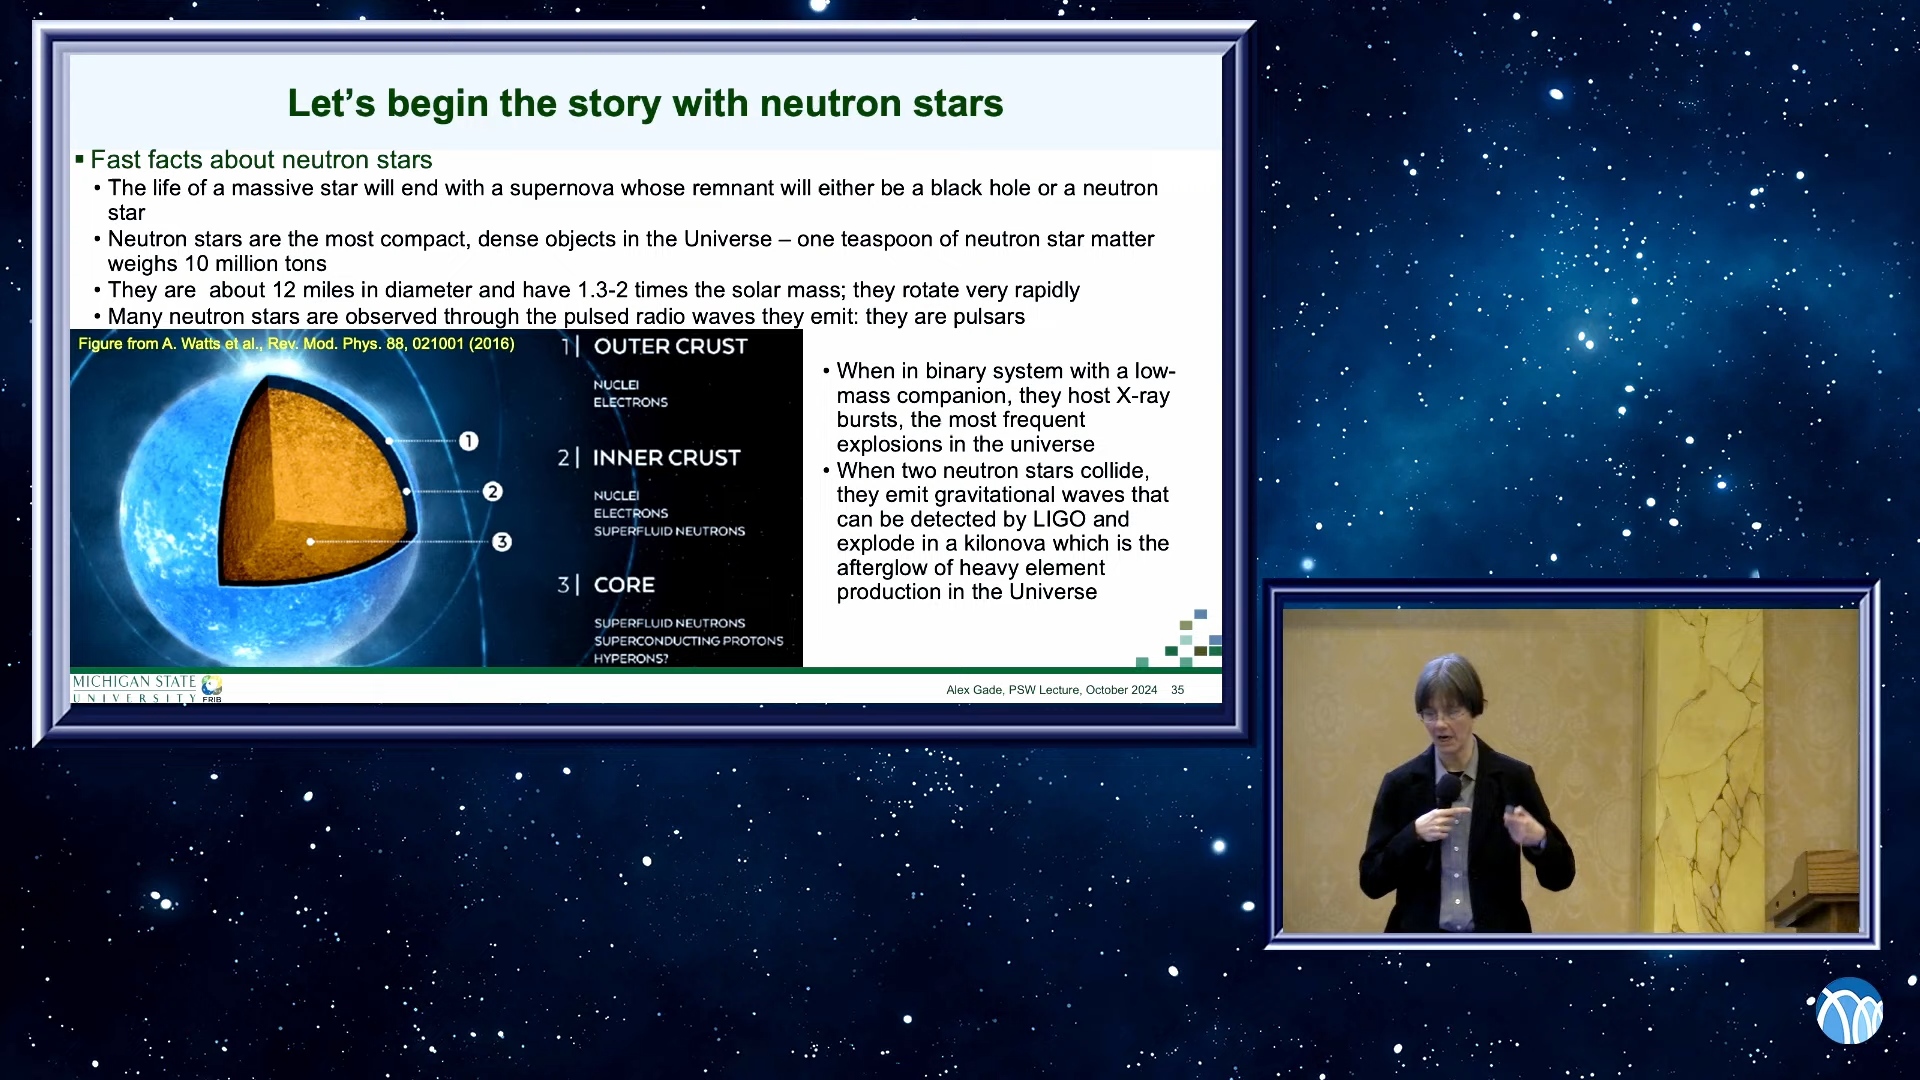 Let's begin the story with neutron stars
▪ Fast facts about neutron stars
• The life of a massive star will end with a supernova whose remnant will either be a black hole or a neutron
star
• Neutron stars are the most compact, dense objects in the Universe – one teaspoon of neutron star matter
weighs 10 million tons
• They are  about 12 miles in diameter and have 1.3-2 times the solar mass; they rotate very rapidly
• Many neutron stars are observed through the pulsed radio waves they emit: they are pulsars
Figure from A. Watts et al., Rev. Mod. Phys. 88, 021001 (2016)
1| OUTER CRUST
NUCLEI
ELECTRONS
1
2| INNER CRUST
2
NUCLEI
ELECTRONS
SUPERFLUID NEUTRONS
3
3| CORE
SUPERFLUID NEUTRONS
SUPERCONDUCTING PROTONS
HYPERONS?
• When in binary system with a low-
mass companion, they host X-ray
bursts, the most frequent
explosions in the universe
• When two neutron stars collide,
they emit gravitational waves that
can be detected by LIGO and
explode in a kilonova which is the
afterglow of heavy element
production in the Universe
MICHIGAN STATE
UNIVERSITY
FRIB
Alex Gade, PSW Lecture, October 2024 35